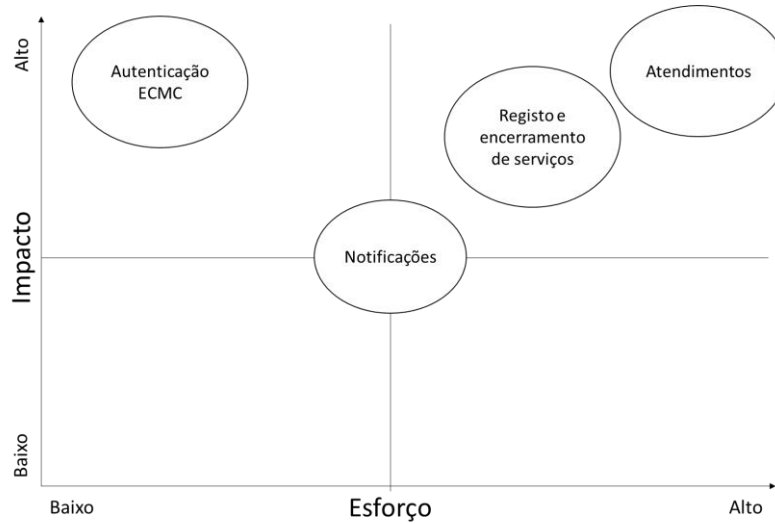 Alto
Autenticação
ECMC
Atendimentos
Registo e
encerramento
de serviços
Notificações
Impacto
Baixo
Baixo
Esforço
Alto